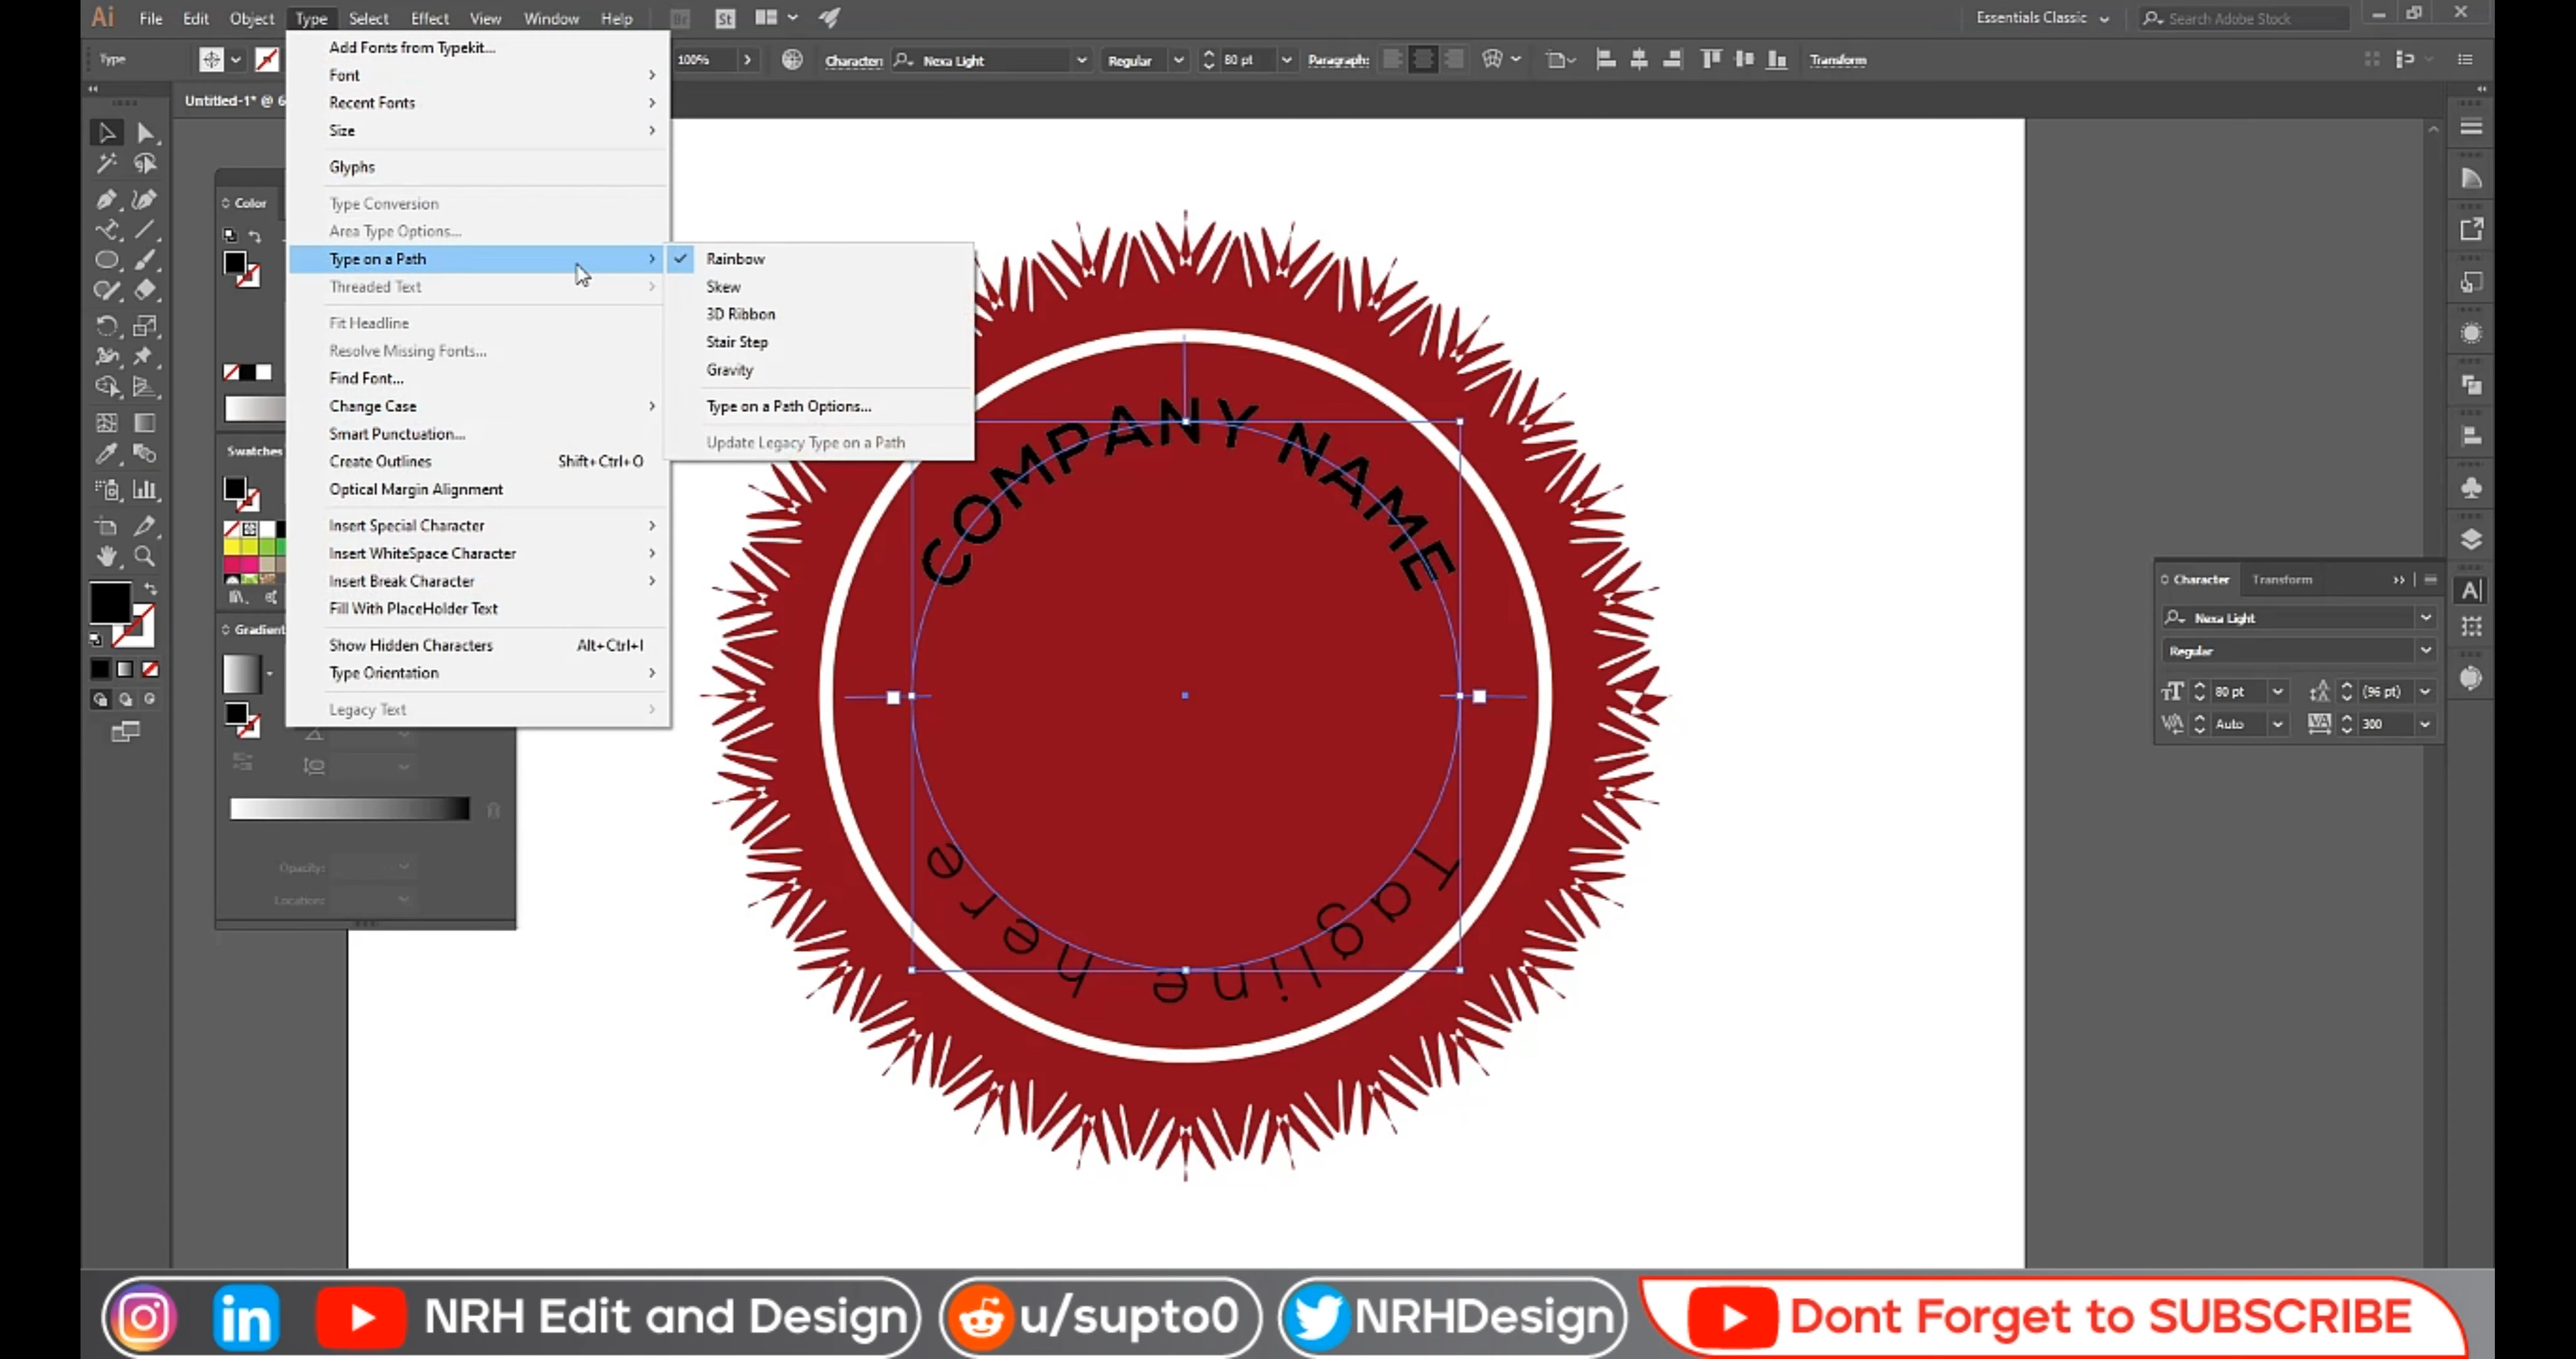 Ai File Edit Object Type Select Effect View Window Help Br St Essentials Classic Search Adobe Stock
Type 100% Character: Nexa Light Regular 80 pt Paragraph: Transform
Untitled-1* @ 6
Add Fonts from Typekit...
Font
Recent Fonts
Size
Glyphs
Type Conversion
Area Type Options...
Type on a Path
Threaded Text
Fit Headline
Resolve Missing Fonts...
Find Font...
Change Case
Smart Punctuation...
Create Outlines Shift+Ctrl+O
Optical Margin Alignment
Insert Special Character
Insert WhiteSpace Character
Insert Break Character
Fill With PlaceHolder Text
Show Hidden Characters Alt+Ctrl+I
Type Orientation
Legacy Text
Rainbow
Skew
3D Ribbon
Stair Step
Gravity
Type on a Path Options...
Update Legacy Type on a Path
Color
Swatches
Gradient
Opacity:
Location:
COMPANY NAME
Tagline here
Character Transform
Nexa Light
Regular
80 pt (96 pt)
Auto 300
NRH Edit and Design u/supto0 NRHDesign Dont Forget to SUBSCRIBE